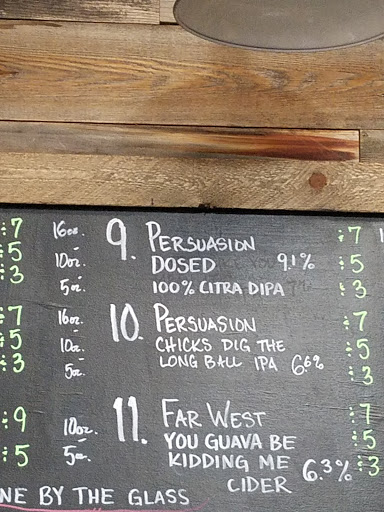 :7 16oz. 9. PERSUASION :7
:5 10oz. DOSED 9.1% :5
:3 5oz. 100% CITRA DIPA :3
:7 16oz. 10. PERSUASION :7
:5 10oz. CHICKS DIG THE :5
:3 5oz. LONG BALL IPA 6.6% :3
:9 10oz. 11. FAR WEST :7
:5 5oz. YOU GUAVA BE :5
KIDDING ME 6.3% :3
CIDER
NE BY THE GLASS